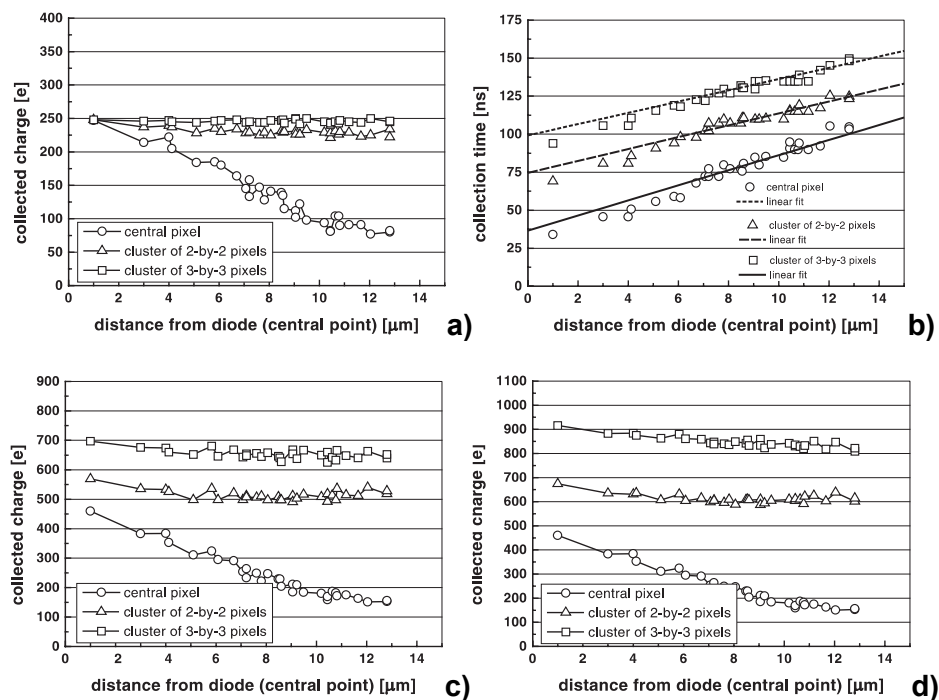 400
350
300
250
200
150
100
50
0
collected charge [e]
central pixel
cluster of 2-by-2 pixels
cluster of 3-by-3 pixels
0 2 4 6 8 10 12 14
distance from diode (central point) [µm]
a)
175
150
125
100
75
50
25
0
collection time [ns]
central pixel
linear fit
cluster of 2-by-2 pixels
linear fit
cluster of 3-by-3 pixels
linear fit
0 2 4 6 8 10 12 14
distance from diode (central point) [µm]
b)
900
800
700
600
500
400
300
200
100
0
collected charge [e]
central pixel
cluster of 2-by-2 pixels
cluster of 3-by-3 pixels
0 2 4 6 8 10 12 14
distance from diode (central point) [µm]
c)
1100
1000
900
800
700
600
500
400
300
200
100
0
collected charge [e]
central pixel
cluster of 2-by-2 pixels
cluster of 3-by-3 pixels
0 2 4 6 8 10 12 14
distance from diode (central point) [µm]
d)